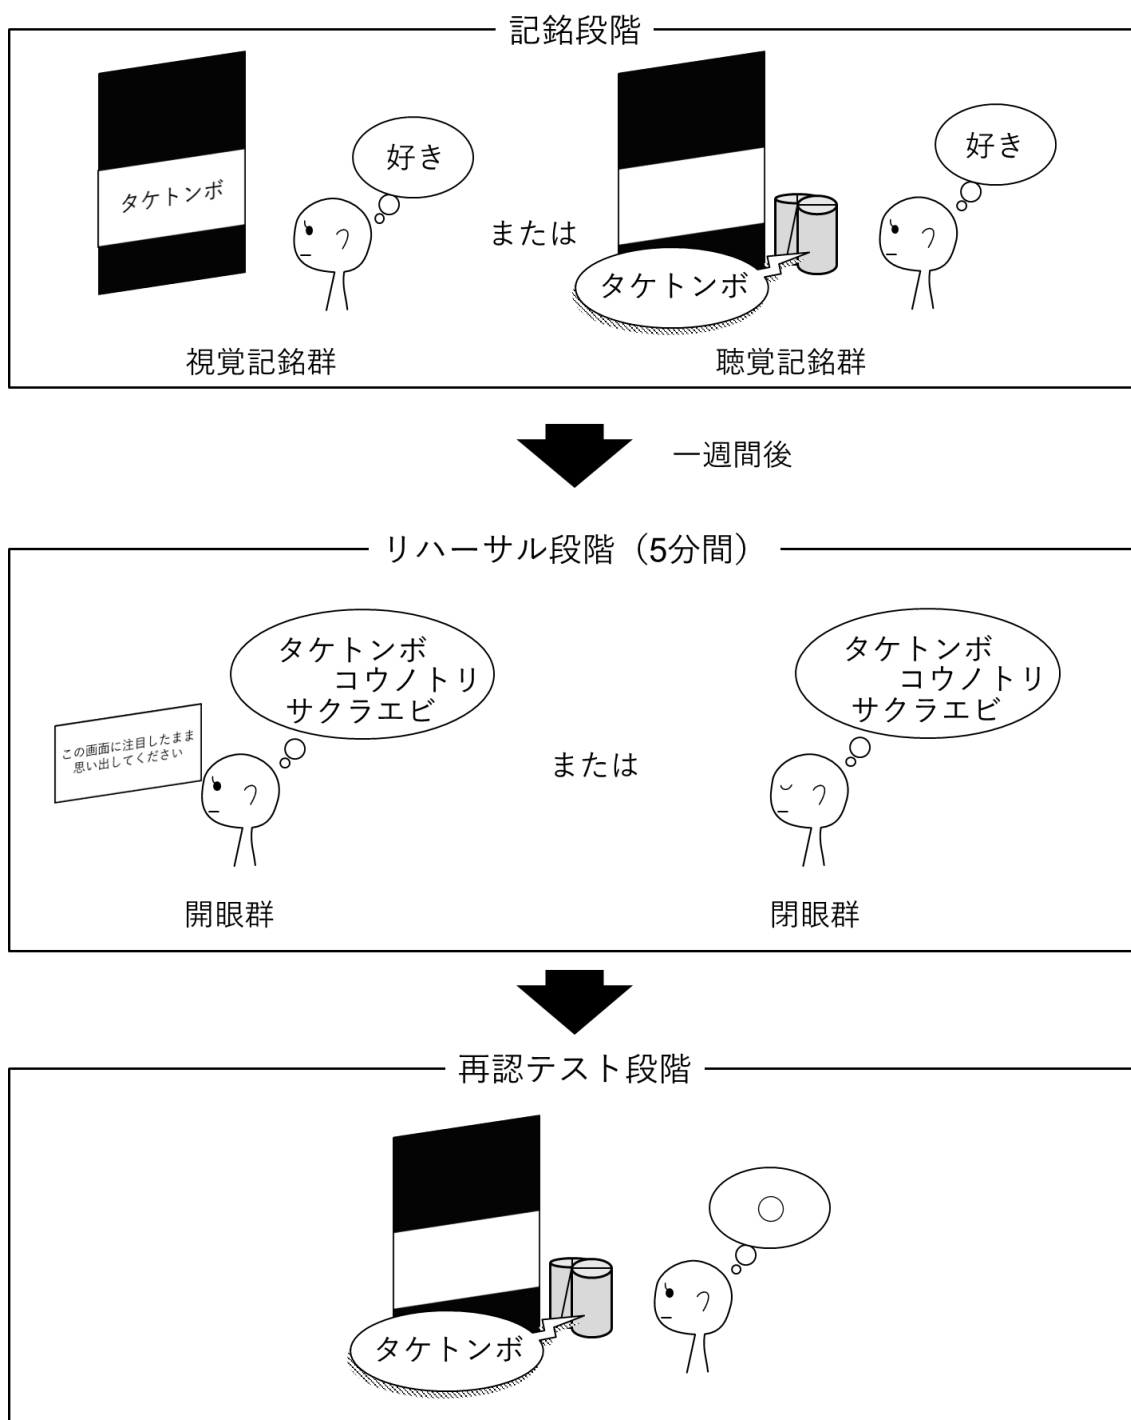 記銘段階
タケトンボ
好き
または
タケトンボ
好き
視覚記銘群
聴覚記銘群
一週間後
リハーサル段階（5分間）
この画面に注目したまま
思い出してください
タケトンボ
コウノトリ
サクラエビ
または
タケトンボ
コウノトリ
サクラエビ
開眼群
閉眼群
再認テスト段階
タケトンボ
○